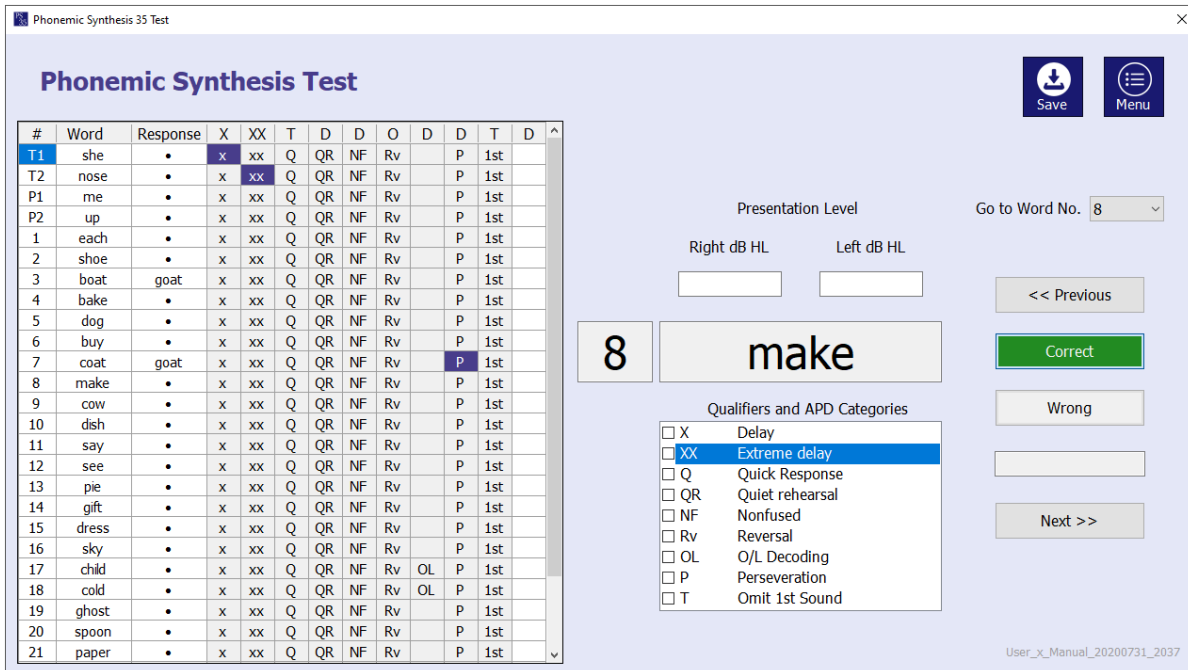 Phonemic Synthesis 35 Test
Phonemic Synthesis Test
Save
Menu
# Word Response X XX T D D O D D T D
T1 she • x xx Q QR NF Rv P 1st
T2 nose • x xx Q QR NF Rv P 1st
P1 me • x xx Q QR NF Rv P 1st
P2 up • x xx Q QR NF Rv P 1st
1 each • x xx Q QR NF Rv P 1st
2 shoe • x xx Q QR NF Rv P 1st
3 boat goat x xx Q QR NF Rv P 1st
4 bake • x xx Q QR NF Rv P 1st
5 dog • x xx Q QR NF Rv P 1st
6 buy • x xx Q QR NF Rv P 1st
7 coat goat x xx Q QR NF Rv P 1st
8 make • x xx Q QR NF Rv P 1st
9 cow • x xx Q QR NF Rv P 1st
10 dish • x xx Q QR NF Rv P 1st
11 say • x xx Q QR NF Rv P 1st
12 see • x xx Q QR NF Rv P 1st
13 pie • x xx Q QR NF Rv P 1st
14 gift • x xx Q QR NF Rv P 1st
15 dress • x xx Q QR NF Rv P 1st
16 sky • x xx Q QR NF Rv P 1st
17 child • x xx Q QR NF Rv OL P 1st
18 cold • x xx Q QR NF Rv OL P 1st
19 ghost • x xx Q QR NF Rv P 1st
20 spoon • x xx Q QR NF Rv P 1st
21 paper • x xx Q QR NF Rv P 1st
Presentation Level
Right dB HL Left dB HL
8 make
Qualifiers and APD Categories
X Delay
XX Extreme delay
Q Quick Response
QR Quiet rehearsal
NF Nonfused
Rv Reversal
OL O/L Decoding
P Perseveration
T Omit 1st Sound
Go to Word No. 8
<< Previous
Correct
Wrong
Next >>
User_x_Manual_20200731_2037